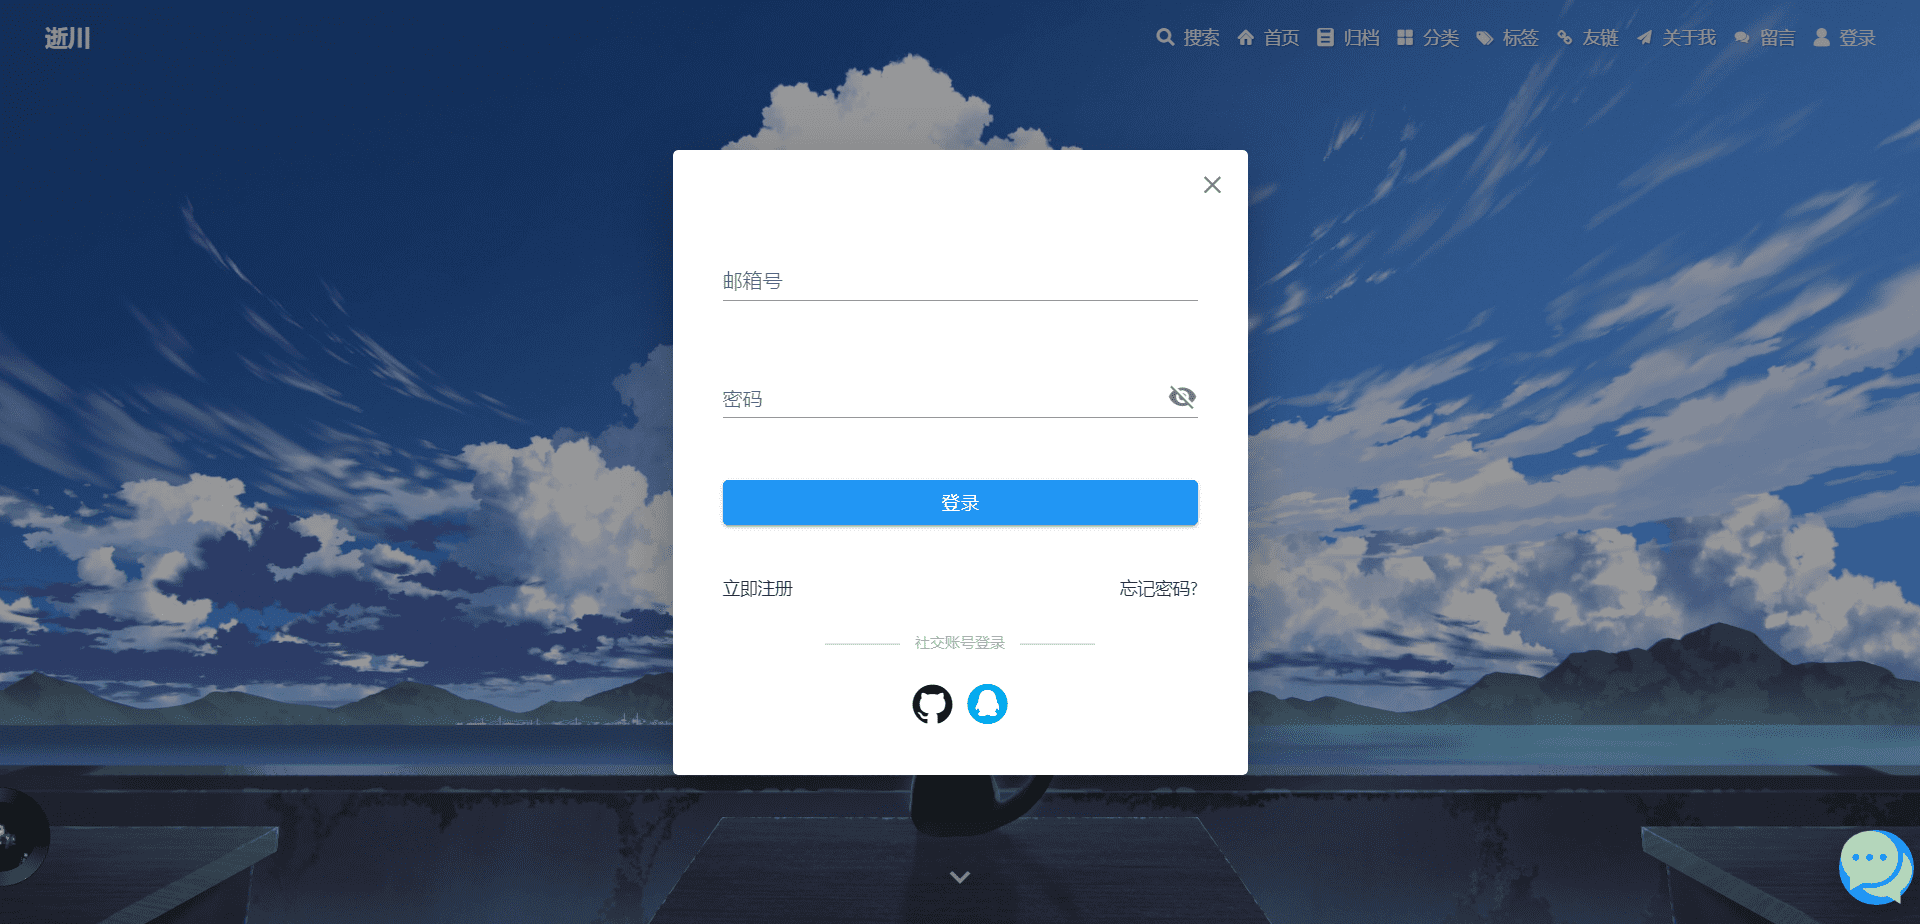 逝川
搜索 首页 归档 分类 标签 友链 关于我 留言 登录
邮箱号
密码
登录
立即注册 忘记密码?
社交账号登录